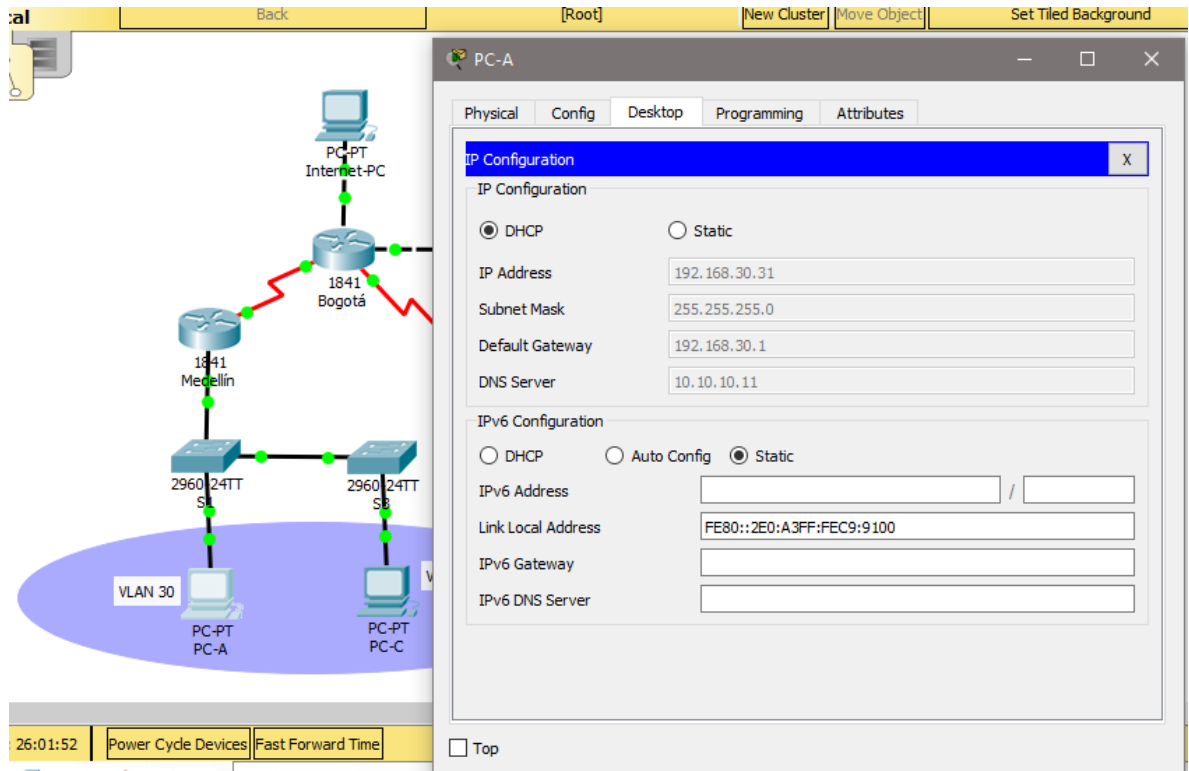 cal
Back
[Root]
New Cluster
Move Object
Set Tiled Background
PC-PT
Internet-PC
1841
Bogotá
1841
Medellín
2960-24TT
S1
2960-24TT
S3
VLAN 30
V
PC-PT
PC-A
PC-PT
PC-C
: 26:01:52
Power Cycle Devices
Fast Forward Time
PC-A
Physical
Config
Desktop
Programming
Attributes
IP Configuration
X
IP Configuration
DHCP
Static
IP Address
192.168.30.31
Subnet Mask
255.255.255.0
Default Gateway
192.168.30.1
DNS Server
10.10.10.11
IPv6 Configuration
DHCP
Auto Config
Static
IPv6 Address
/
Link Local Address
FE80::2E0:A3FF:FEC9:9100
IPv6 Gateway
IPv6 DNS Server
Top